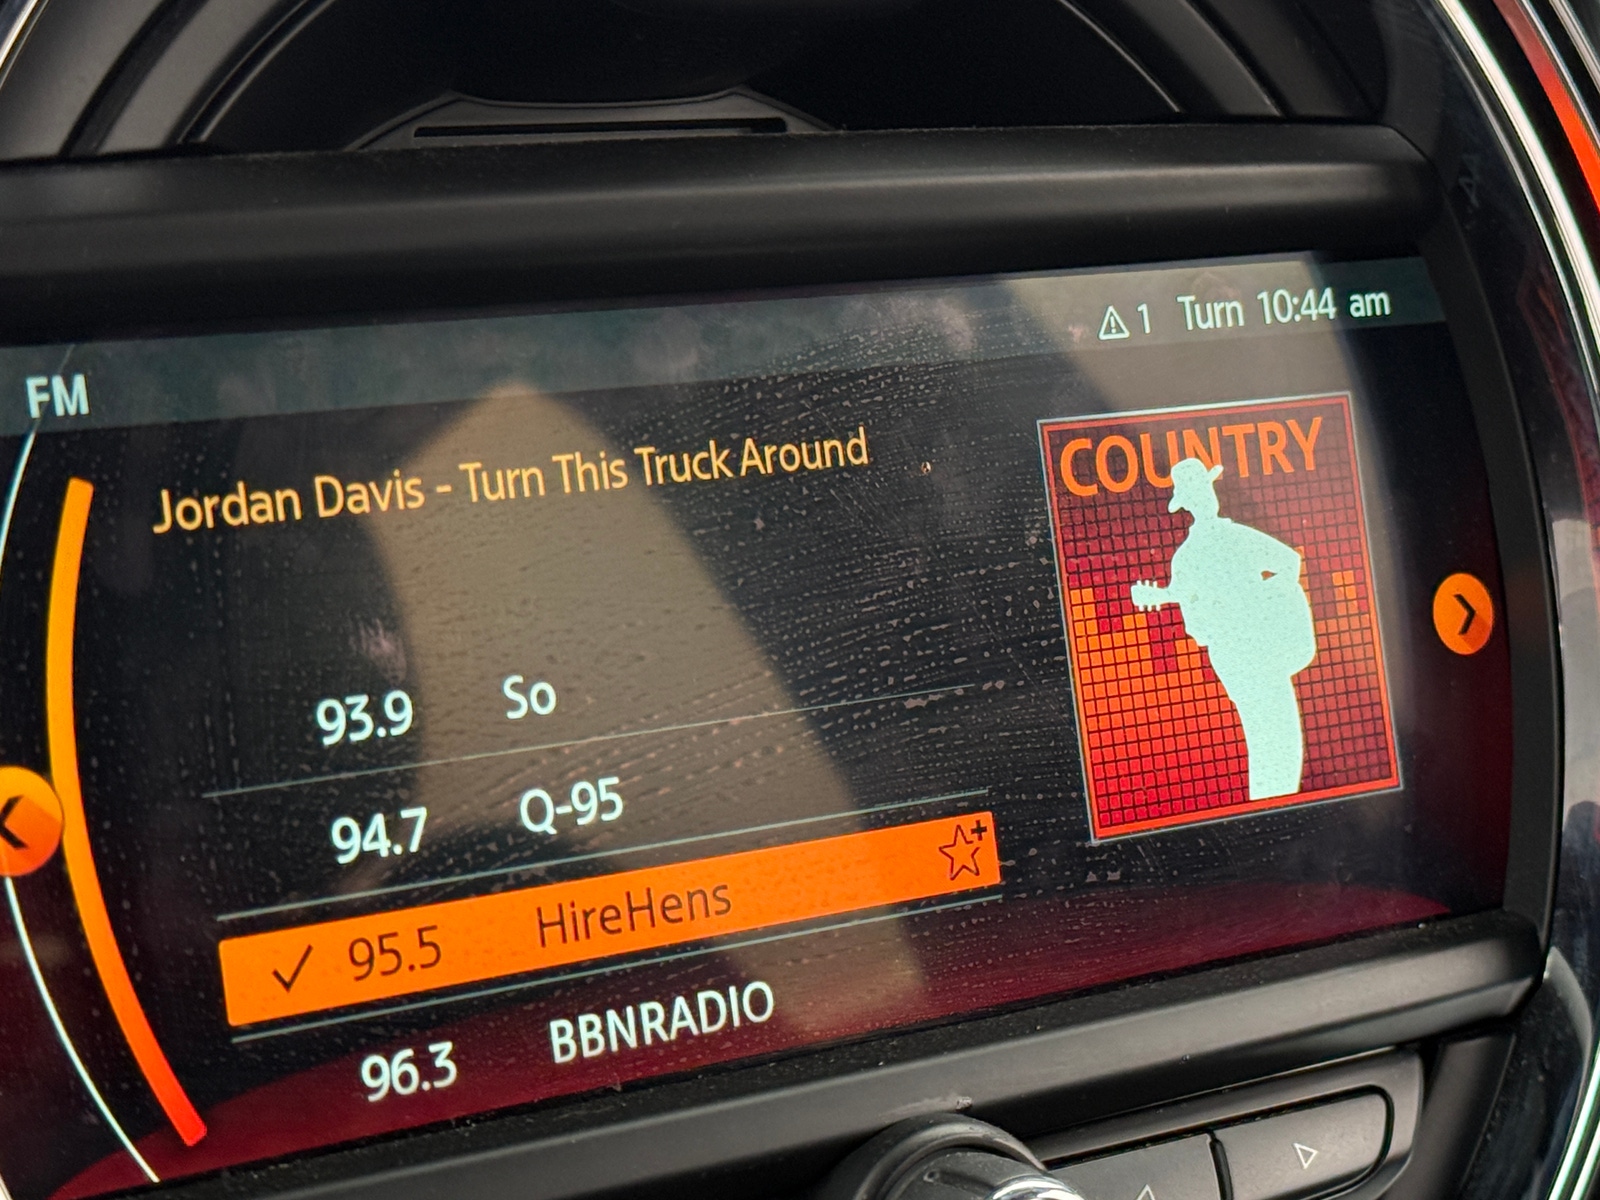 1 Turn 10:44 am
FM
Jordan Davis - Turn This Truck Around
COUNTRY
93.9 So
94.7 Q-95
95.5 HireHens
96.3 BBNRADIO